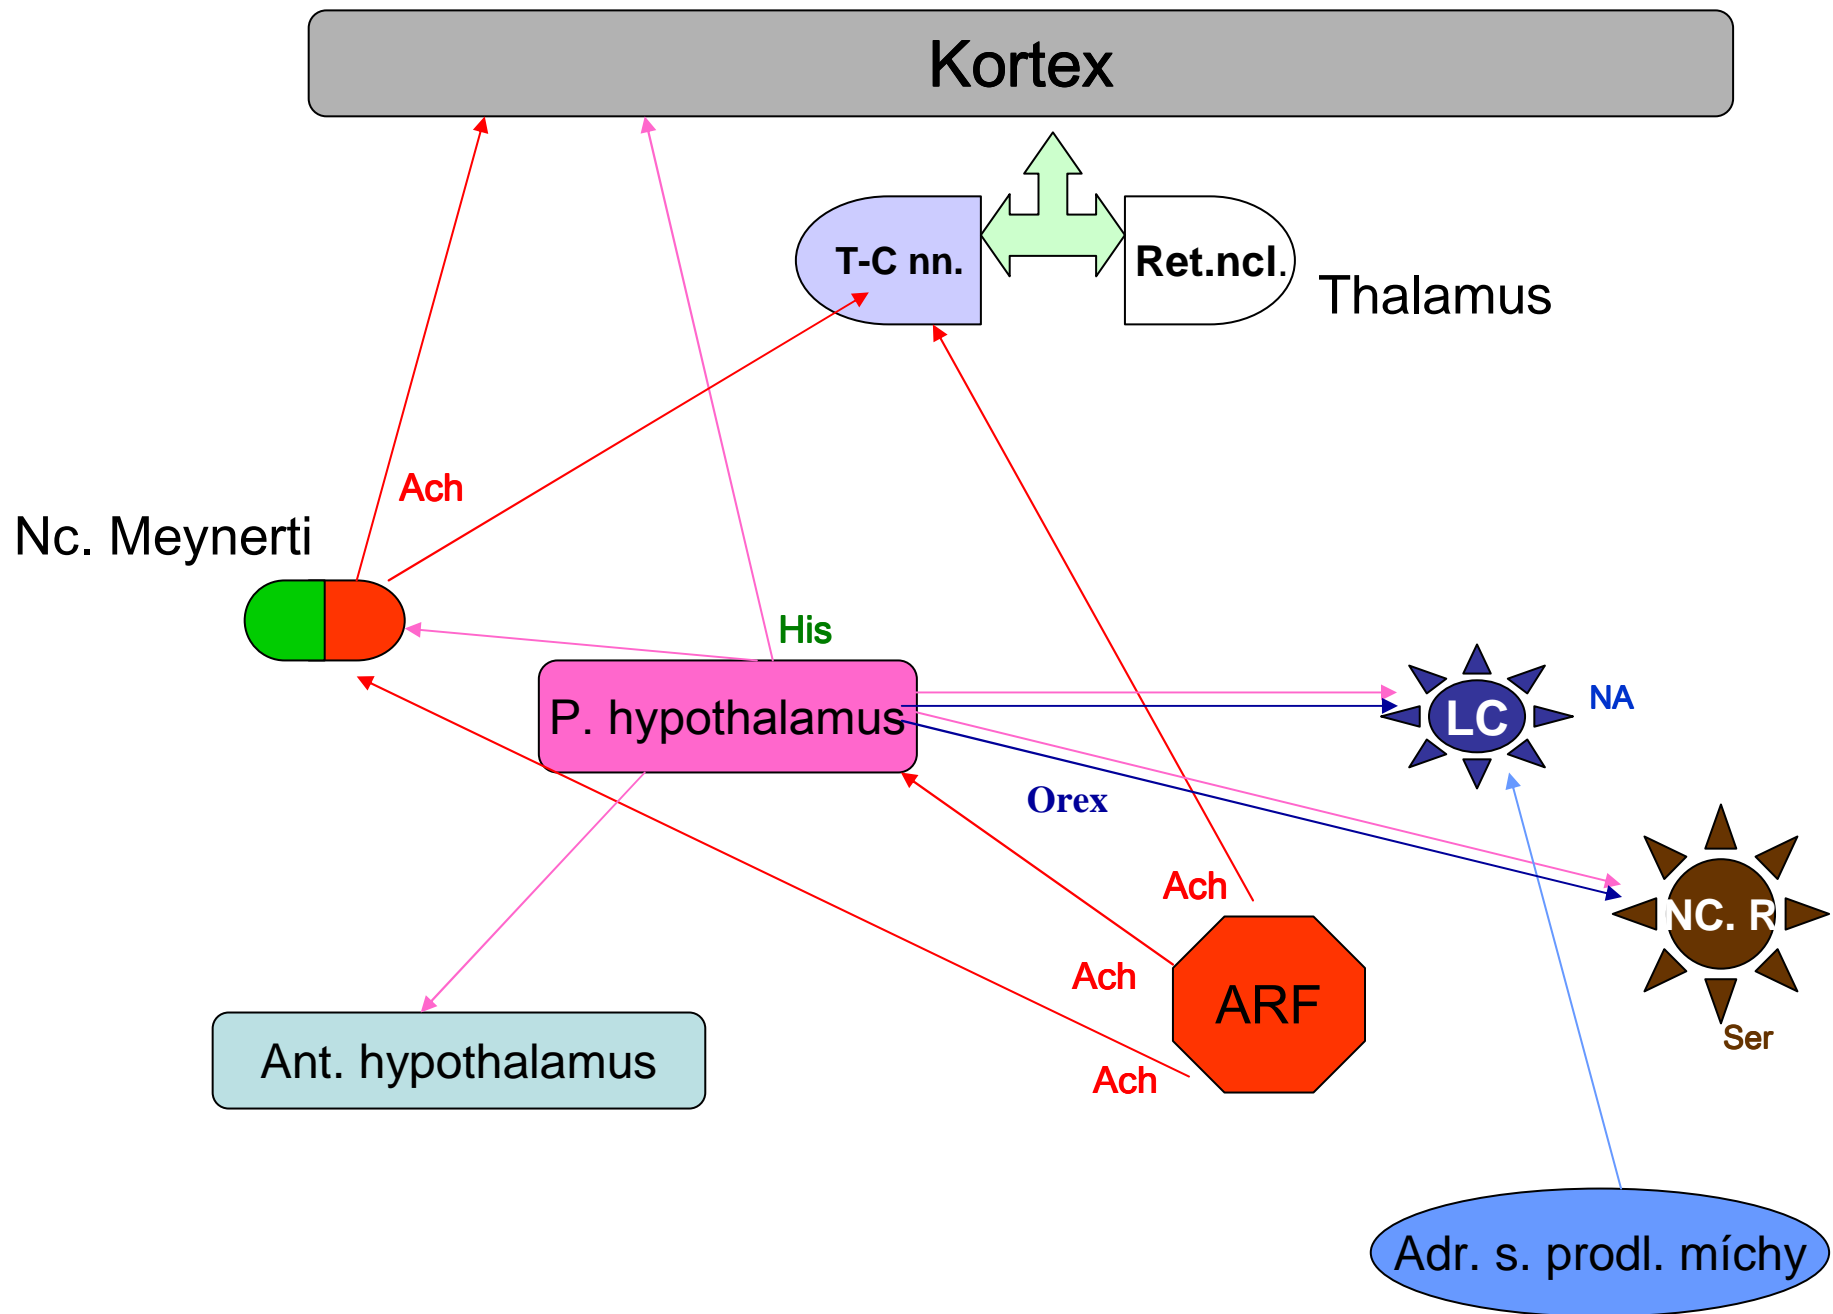 Kortex
T-C nn.
Ret.ncl.
Thalamus
Ach
Nc. Meynerti
His
P. hypothalamus
LC
NA
Orex
Ach
NC. R
Ach
ARF
Ser
Ant. hypothalamus
Ach
Adr. s. prodl. míchy